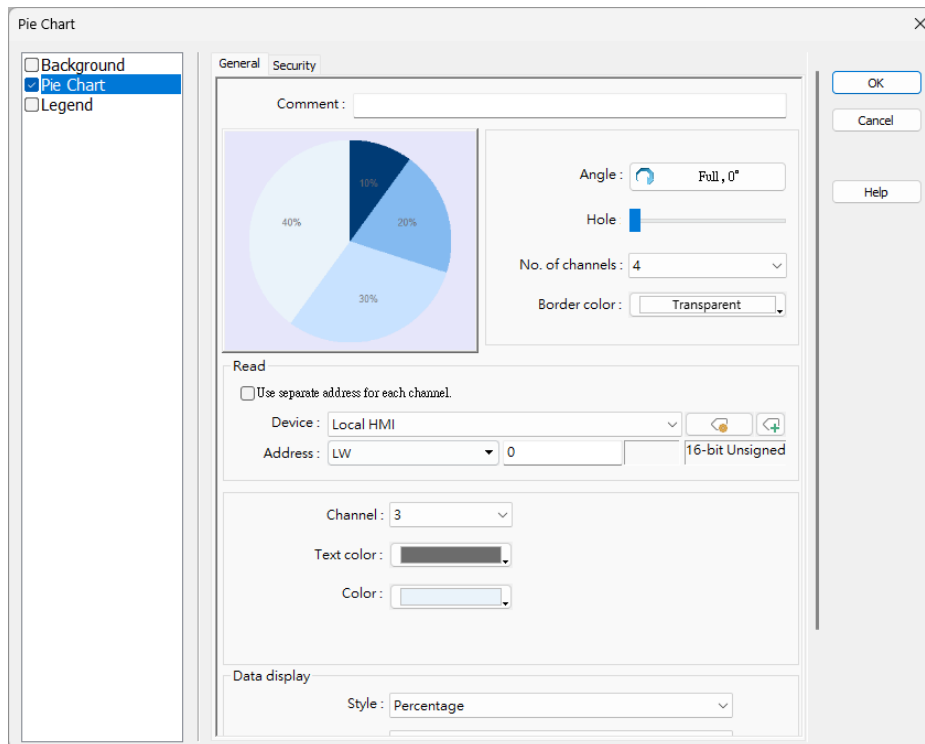 Pie Chart
Background
Pie Chart
Legend
General Security
OK
Cancel
Help
Comment :
10%
20%
30%
40%
Angle : Full , 0°
Hole
No. of channels : 4
Border color : Transparent
Read
Use separate address for each channel.
Device : Local HMI
Address : LW 0 16-bit Unsigned
Channel : 3
Text color :
Color :
Data display
Style : Percentage